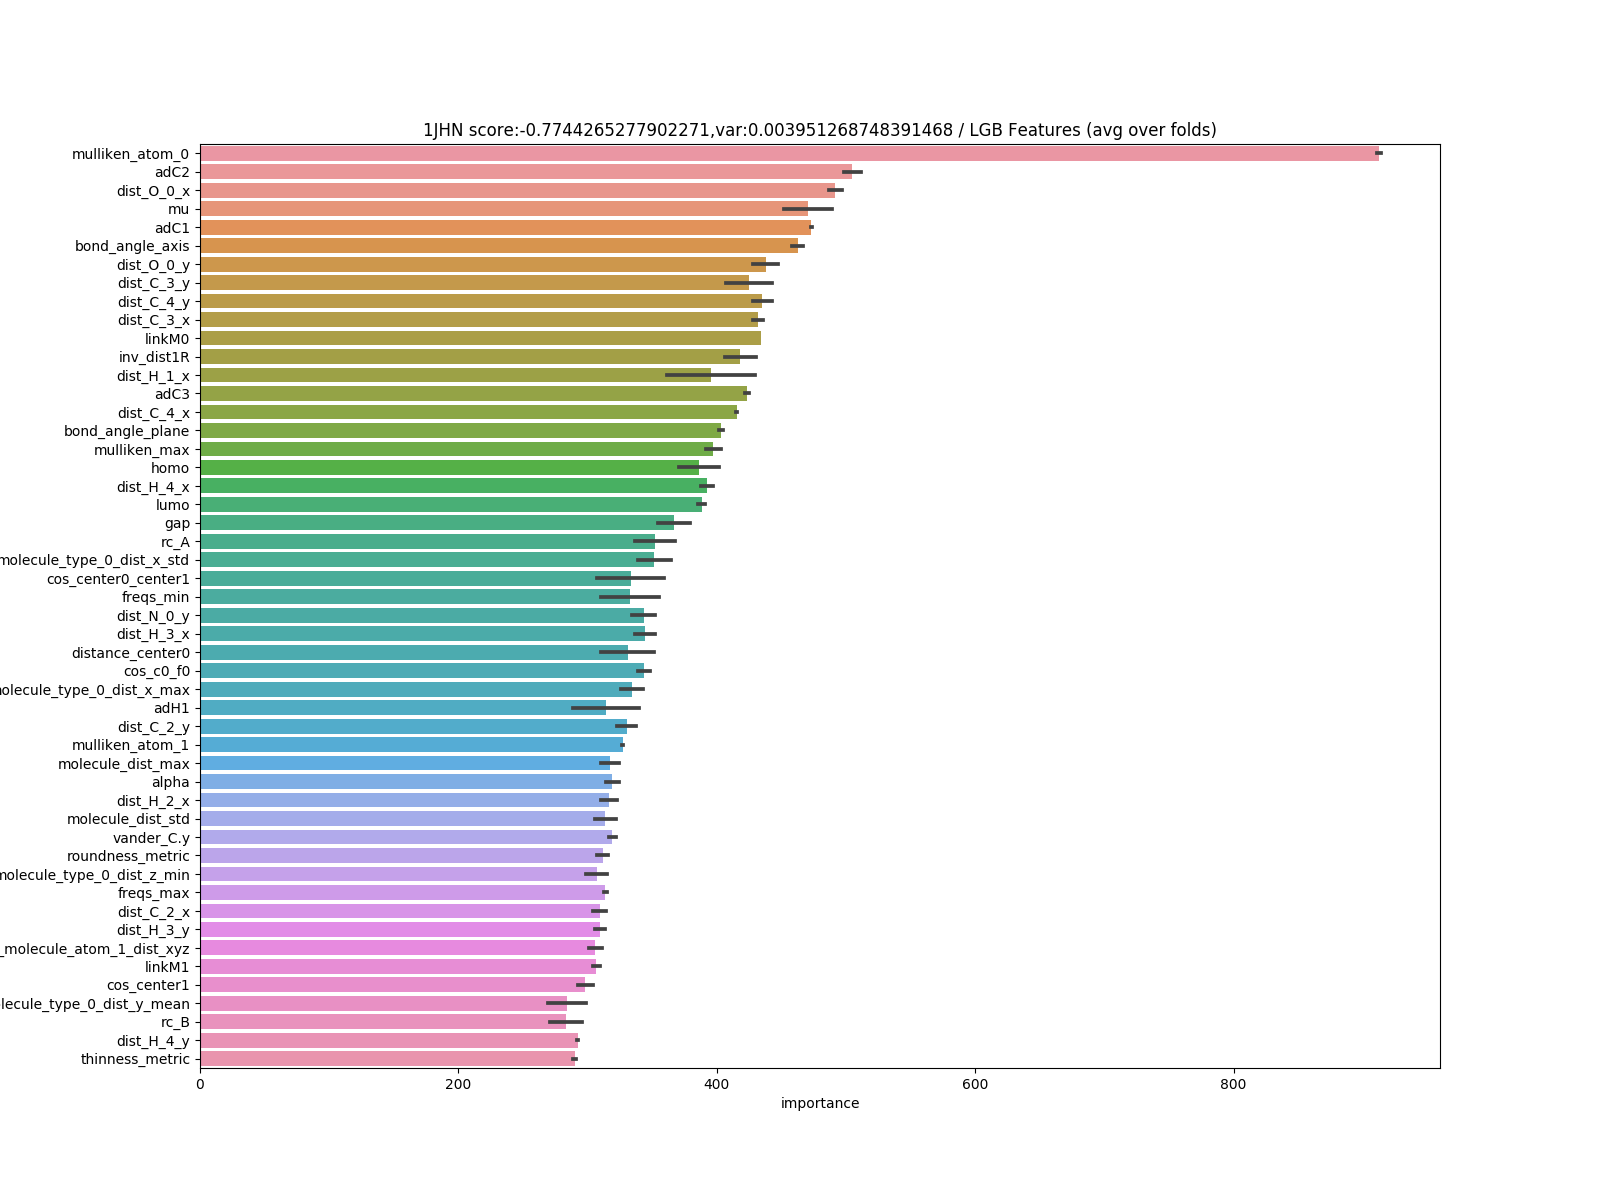 1JHN score:-0.7744265277902271,var:0.003951268748391468 / LGB Features (avg over folds)
mulliken_atom_0
adC2
dist_O_0_x
mu
adC1
bond_angle_axis
dist_O_0_y
dist_C_3_y
dist_C_4_y
dist_C_3_x
linkM0
inv_dist1R
dist_H_1_x
adC3
dist_C_4_x
bond_angle_plane
mulliken_max
homo
dist_H_4_x
lumo
gap
rc_A
molecule_type_0_dist_x_std
cos_center0_center1
freqs_min
dist_N_0_y
dist_H_3_x
distance_center0
cos_c0_f0
olecule_type_0_dist_x_max
adH1
dist_C_2_y
mulliken_atom_1
molecule_dist_max
alpha
dist_H_2_x
molecule_dist_std
vander_C.y
roundness_metric
molecule_type_0_dist_z_min
freqs_max
dist_C_2_x
dist_H_3_y
_molecule_atom_1_dist_xyz
linkM1
cos_center1
lecule_type_0_dist_y_mean
rc_B
dist_H_4_y
thinness_metric
0 200 400 600 800
importance